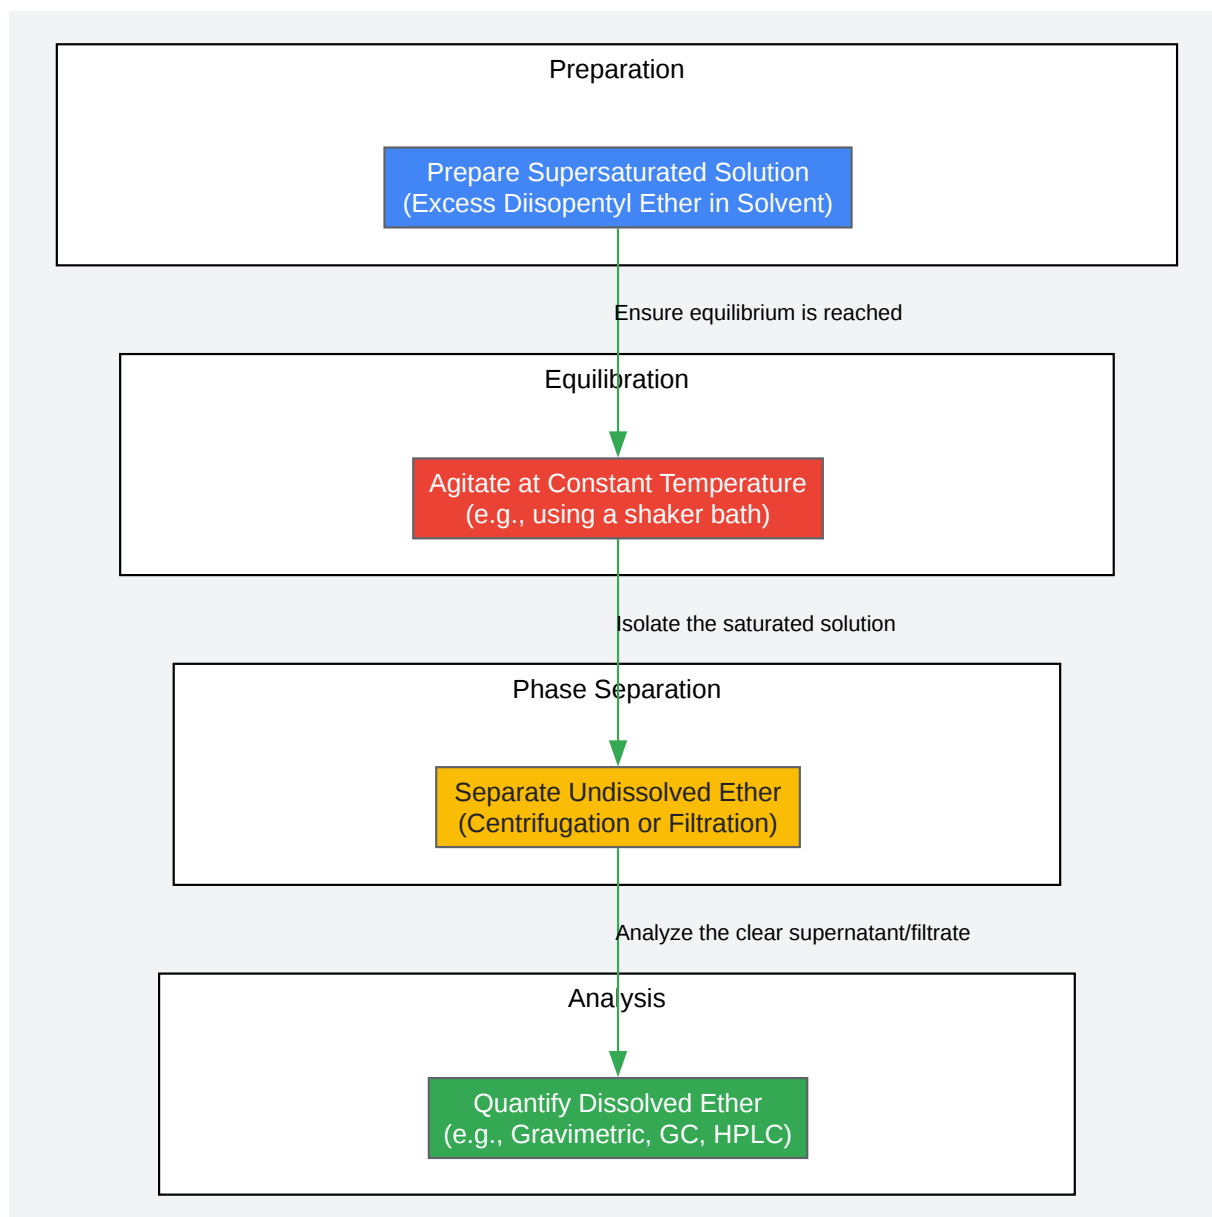 Preparation
Prepare Supersaturated Solution
(Excess Diisopentyl Ether in Solvent)
Ensure equilibrium is reached
Equilibration
Agitate at Constant Temperature
(e.g., using a shaker bath)
Isolate the saturated solution
Phase Separation
Separate Undissolved Ether
(Centrifugation or Filtration)
Analyze the clear supernatant/filtrate
Analysis
Quantify Dissolved Ether
(e.g., Gravimetric, GC, HPLC)